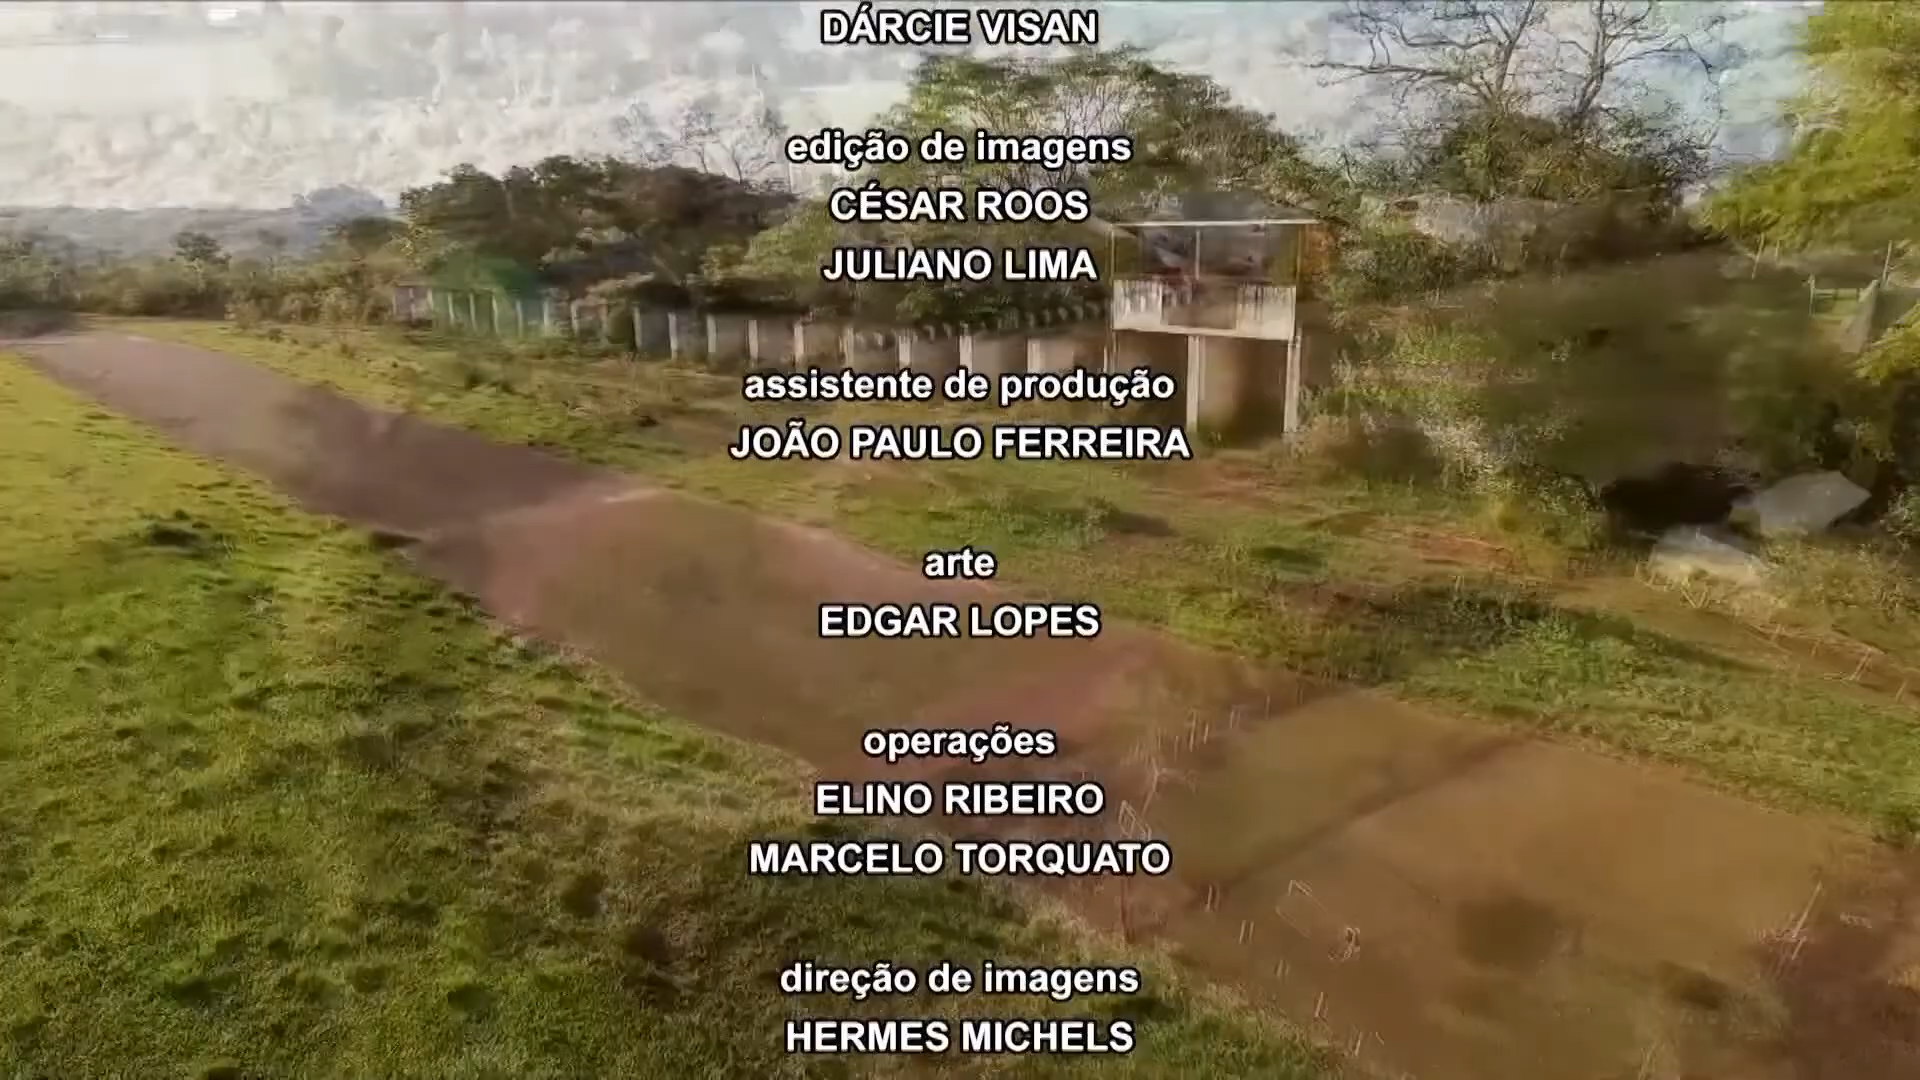 DÁRCIE VISAN
edição de imagens
CÉSAR ROOS
JULIANO LIMA
assistente de produção
JOÃO PAULO FERREIRA
arte
EDGAR LOPES
operações
ELINO RIBEIRO
MARCELO TORQUATO
direção de imagens
HERMES MICHELS